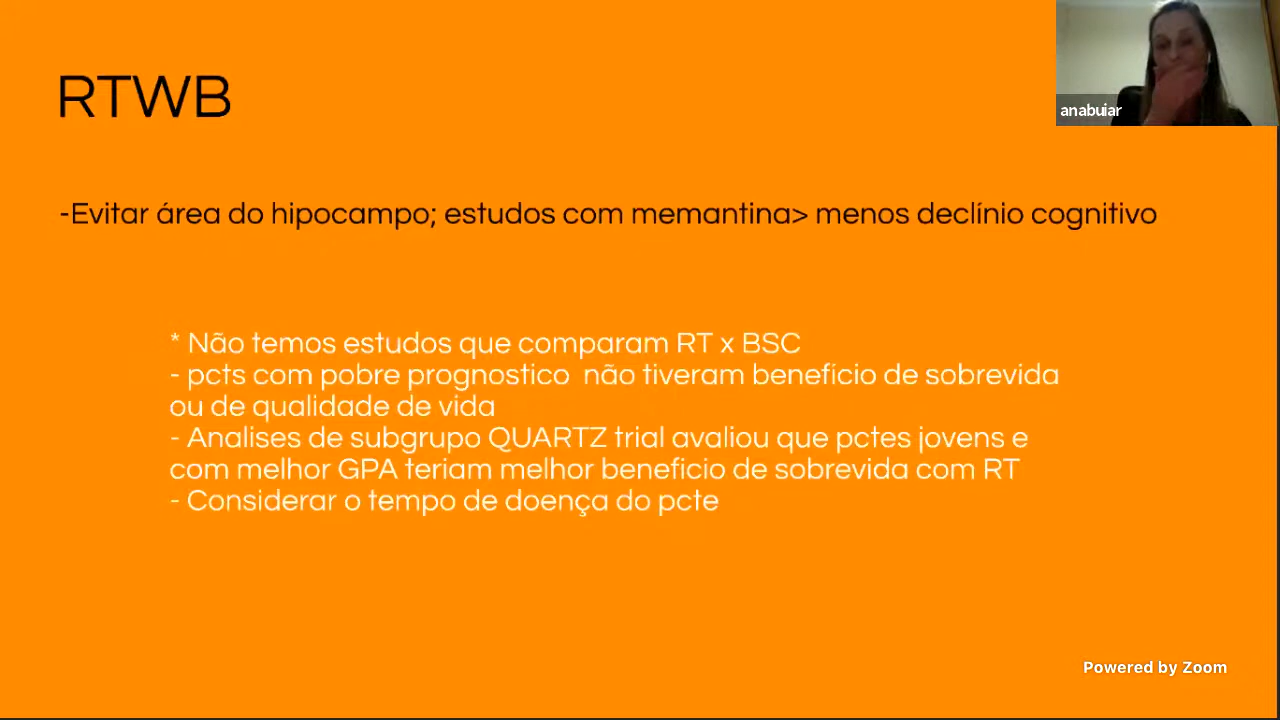 RTWB
anabuiar
-Evitar área do hipocampo; estudos com memantina> menos declínio cognitivo
* Não temos estudos que comparam RT x BSC
- pcts com pobre prognostico não tiveram benefício de sobrevida
ou de qualidade de vida
- Analises de subgrupo QUARTZ trial avaliou que pctes jovens e
com melhor GPA teriam melhor beneficio de sobrevida com RT
- Considerar o tempo de doença do pcte
Powered by Zoom